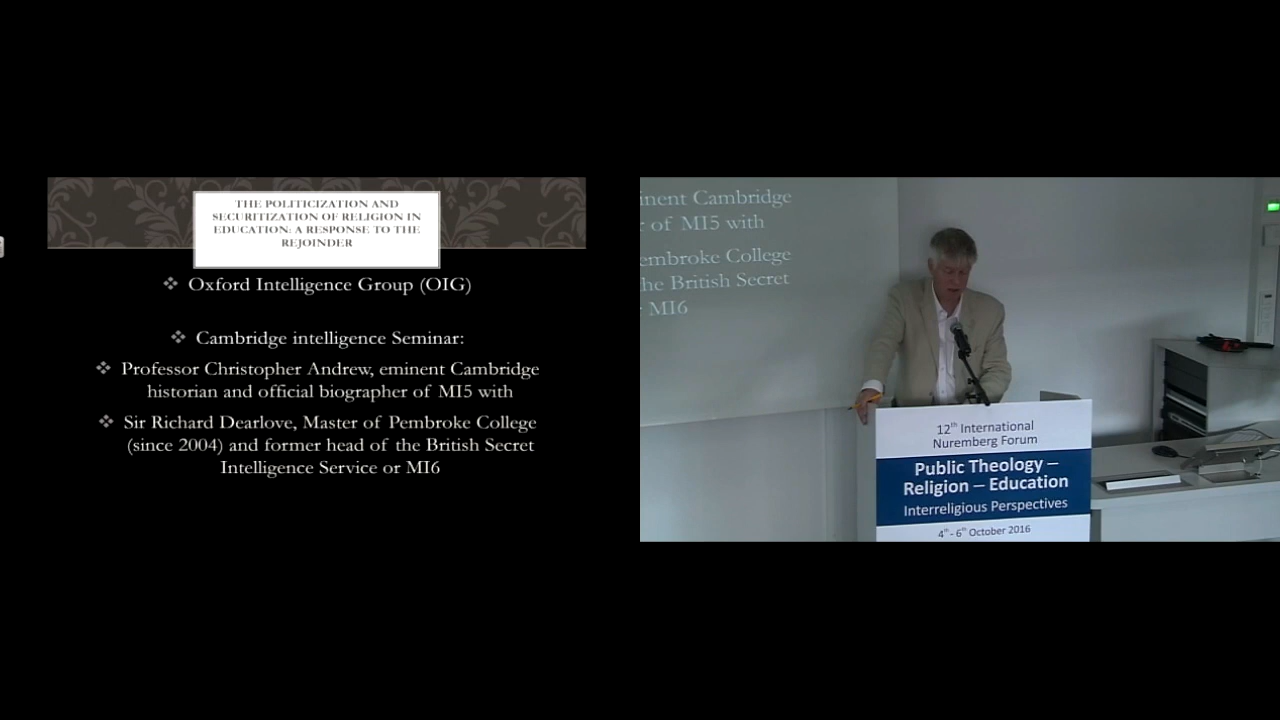 THE POLITICIZATION AND
SECURITIZATION OF RELIGION IN
EDUCATION: A RESPONSE TO THE
REJOINDER
❖ Oxford Intelligence Group (OIG)
❖ Cambridge intelligence Seminar:
❖ Professor Christopher Andrew, eminent Cambridge
historian and official biographer of MI5 with
❖ Sir Richard Dearlove, Master of Pembroke College
(since 2004) and former head of the British Secret
Intelligence Service or MI6
inent Cambridge
r of MI5 with
embroke College
he British Secret
r MI6
12th International
Nuremberg Forum
Public Theology –
Religion – Education
Interreligious Perspectives
4th - 6th October 2016